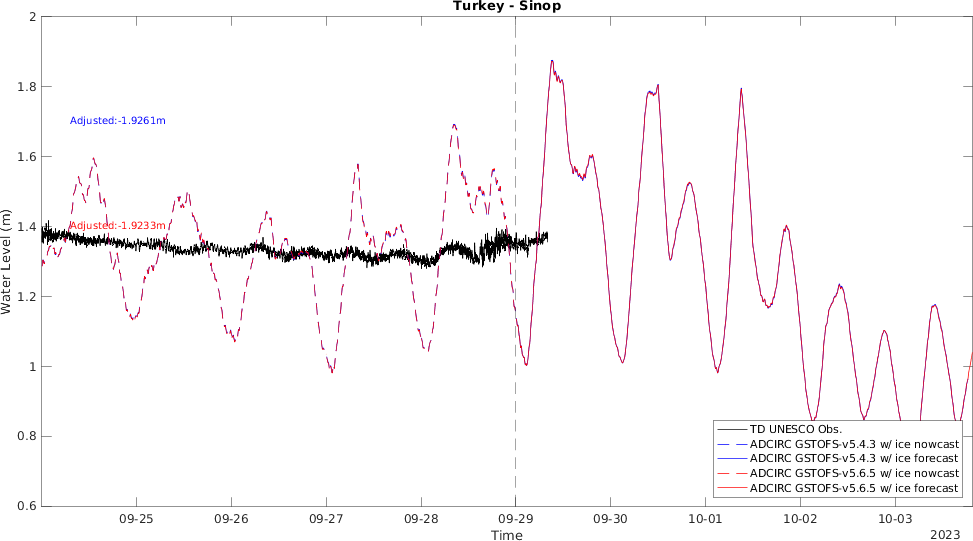 Turkey - Sinop
2
1.8
1.6
1.4
1.2
1
0.8
0.6
Water Level (m)
Adjusted:-1.9261m
Adjusted:-1.9233m
TD UNESCO Obs.
ADCIRC GSTOFS-v5.4.3 w/ ice nowcast
ADCIRC GSTOFS-v5.4.3 w/ ice forecast
ADCIRC GSTOFS-v5.6.5 w/ ice nowcast
ADCIRC GSTOFS-v5.6.5 w/ ice forecast
09-25 09-26 09-27 09-28 09-29 09-30 10-01 10-02 10-03
Time
2023